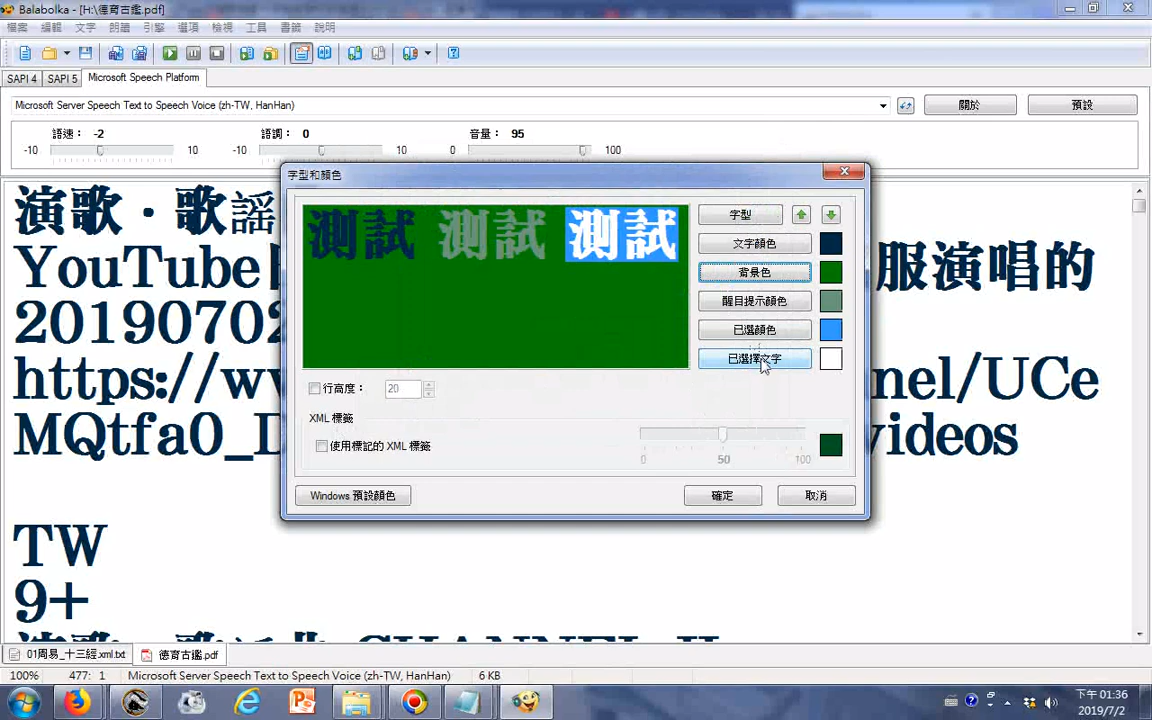 Balabolka - [H:\德育古鑑.pdf]
檔案 編輯 文字 朗讀 引擎 選項 檢視 工具 書籤 說明
SAPI 4 SAPI 5 Microsoft Speech Platform
Microsoft Server Speech Text to Speech Voice (zh-TW, HanHan)
關於 預設
語速： -2 語調： 0 音量： 95
-10 10 -10 10 0 100
字型和顏色
演歌・歌謡
YouTube 服演唱的
20190702
https://w nel/UCe
MQtfa0_ videos
TW
9+
CHANNEL
測試 測試 測試
字型
文字顏色
背景色
醒目提示顏色
已選顏色
已選擇文字
行高度： 20
XML 標籤
使用標記的 XML 標籤
0 50 100
Windows 預設顏色 確定 取消
01周易_十三經.xml.txt 德育古鑑.pdf
100% 477: 1 Microsoft Server Speech Text to Speech Voice (zh-TW, HanHan) 6 KB
下午 01:36
2019/7/2